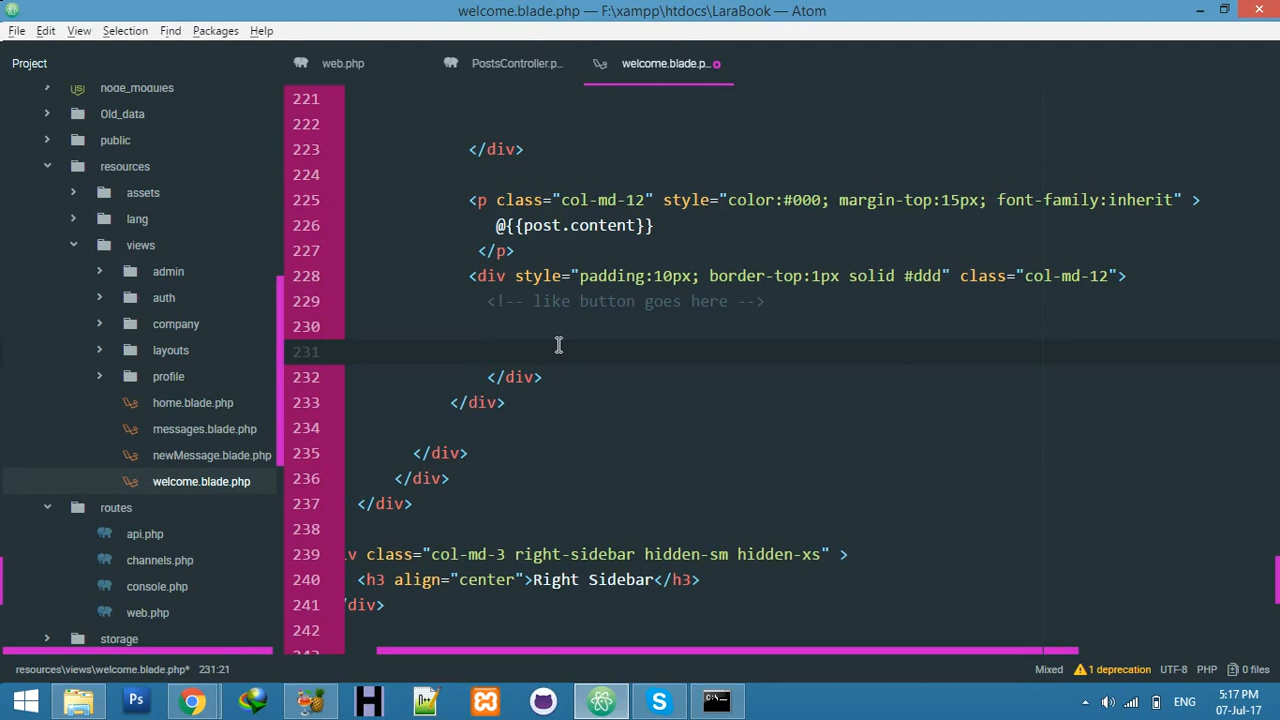 welcome.blade.php — F:\xampp\htdocs\LaraBook — Atom
File Edit View Selection Find Packages Help
Project
web.php
PostsController.p...
welcome.blade.p...
node_modules
Old_data
public
resources
assets
lang
views
admin
auth
company
layouts
profile
home.blade.php
messages.blade.php
newMessage.blade.php
welcome.blade.php
routes
api.php
channels.php
console.php
web.php
storage
221
222
223 </div>
224
225 <p class="col-md-12" style="color:#000; margin-top:15px; font-family:inherit" >
226 @{{post.content}}
227 </p>
228 <div style="padding:10px; border-top:1px solid #ddd" class="col-md-12">
229 <!-- like button goes here -->
230
231
232 </div>
233 </div>
234
235 </div>
236 </div>
237 </div>
238
239 iv class="col-md-3 right-sidebar hidden-sm hidden-xs" >
240 <h3 align="center">Right Sidebar</h3>
241 /div>
242
243
resources\views\welcome.blade.php* 231:21
Mixed 1 deprecation UTF-8 PHP 0 files
ENG
5:17 PM
07-Jul-17